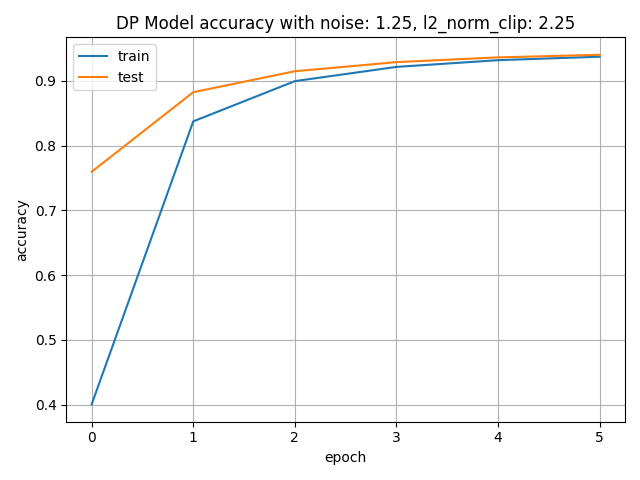 DP Model accuracy with noise: 1.25, l2_norm_clip: 2.25
train
test
accuracy
0.9
0.8
0.7
0.6
0.5
0.4
0 1 2 3 4 5
epoch